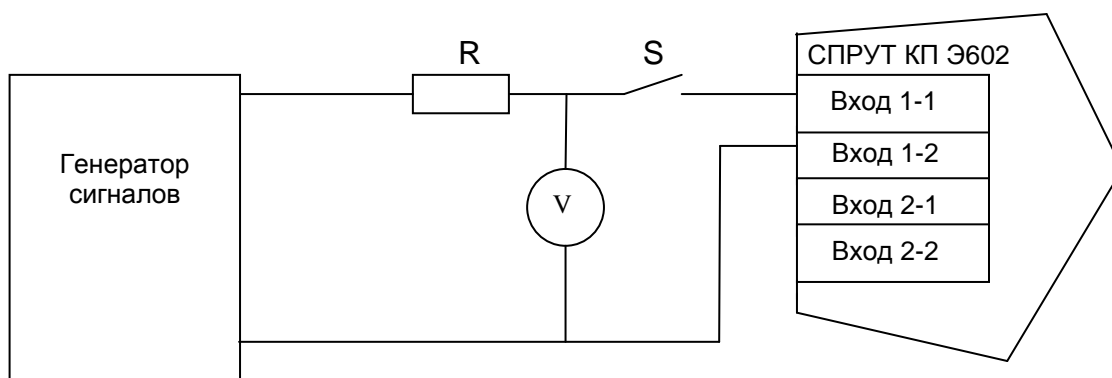 R
S
СПРУТ КП Э602
Вход 1-1
Генератор
сигналов
Вход 1-2
V
Вход 2-1
Вход 2-2